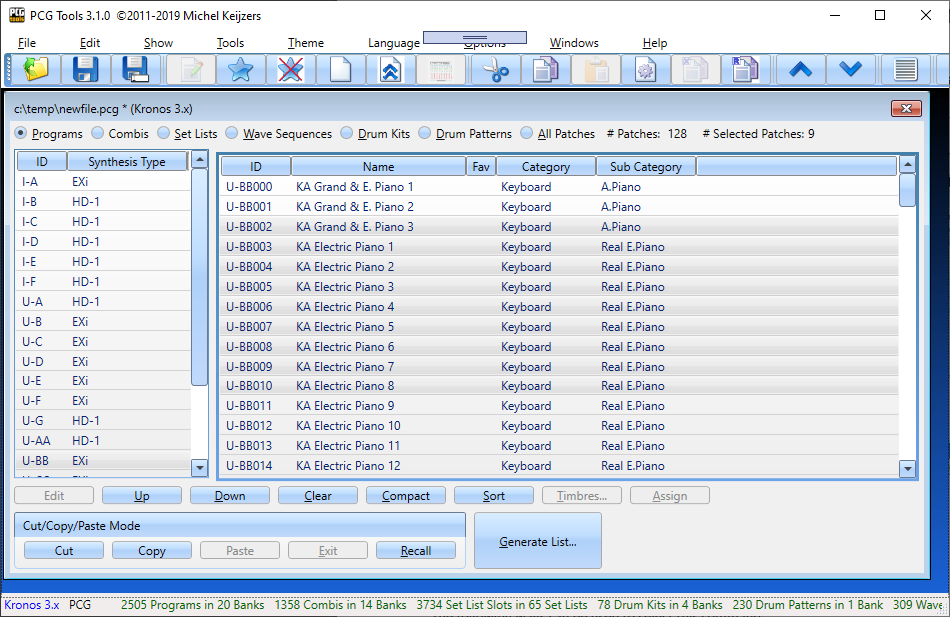 PCG Tools 3.1.0 ©2011-2019 Michel Keijzers
File Edit Show Tools Theme Language Options Windows Help
c:\temp\newfile.pcg * (Kronos 3.x)
Programs Combis Set Lists Wave Sequences Drum Kits Drum Patterns All Patches # Patches: 128 # Selected Patches: 9
ID Synthesis Type
I-A EXi
I-B HD-1
I-C HD-1
I-D HD-1
I-E HD-1
I-F HD-1
U-A HD-1
U-B EXi
U-C EXi
U-D EXi
U-E EXi
U-F EXi
U-G HD-1
U-AA HD-1
U-BB EXi
ID Name Fav Category Sub Category
U-BB000 KA Grand & E. Piano 1 Keyboard A.Piano
U-BB001 KA Grand & E. Piano 2 Keyboard A.Piano
U-BB002 KA Grand & E. Piano 3 Keyboard A.Piano
U-BB003 KA Electric Piano 1 Keyboard Real E.Piano
U-BB004 KA Electric Piano 2 Keyboard Real E.Piano
U-BB005 KA Electric Piano 3 Keyboard Real E.Piano
U-BB006 KA Electric Piano 4 Keyboard Real E.Piano
U-BB007 KA Electric Piano 5 Keyboard Real E.Piano
U-BB008 KA Electric Piano 6 Keyboard Real E.Piano
U-BB009 KA Electric Piano 7 Keyboard Real E.Piano
U-BB010 KA Electric Piano 8 Keyboard Real E.Piano
U-BB011 KA Electric Piano 9 Keyboard Real E.Piano
U-BB012 KA Electric Piano 10 Keyboard Real E.Piano
U-BB013 KA Electric Piano 11 Keyboard Real E.Piano
U-BB014 KA Electric Piano 12 Keyboard Real E.Piano
Edit Up Down Clear Compact Sort Timbres... Assign
Cut/Copy/Paste Mode
Cut Copy Paste Exit Recall
Generate List...
Kronos 3.x PCG 2505 Programs in 20 Banks 1358 Combis in 14 Banks 3734 Set List Slots in 65 Set Lists 78 Drum Kits in 4 Banks 230 Drum Patterns in 1 Bank 309 Wave